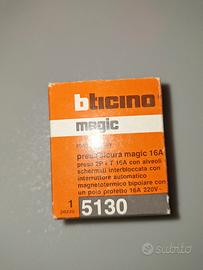 bticino
magic
presa sicura magic 16A
presa 2P+T 16A con alveoli
schermati interbloccata con
interruttore automatico
magnetotermico bipolare con
un polo protetto 16A 220V~
1
pezzo
5130
subito